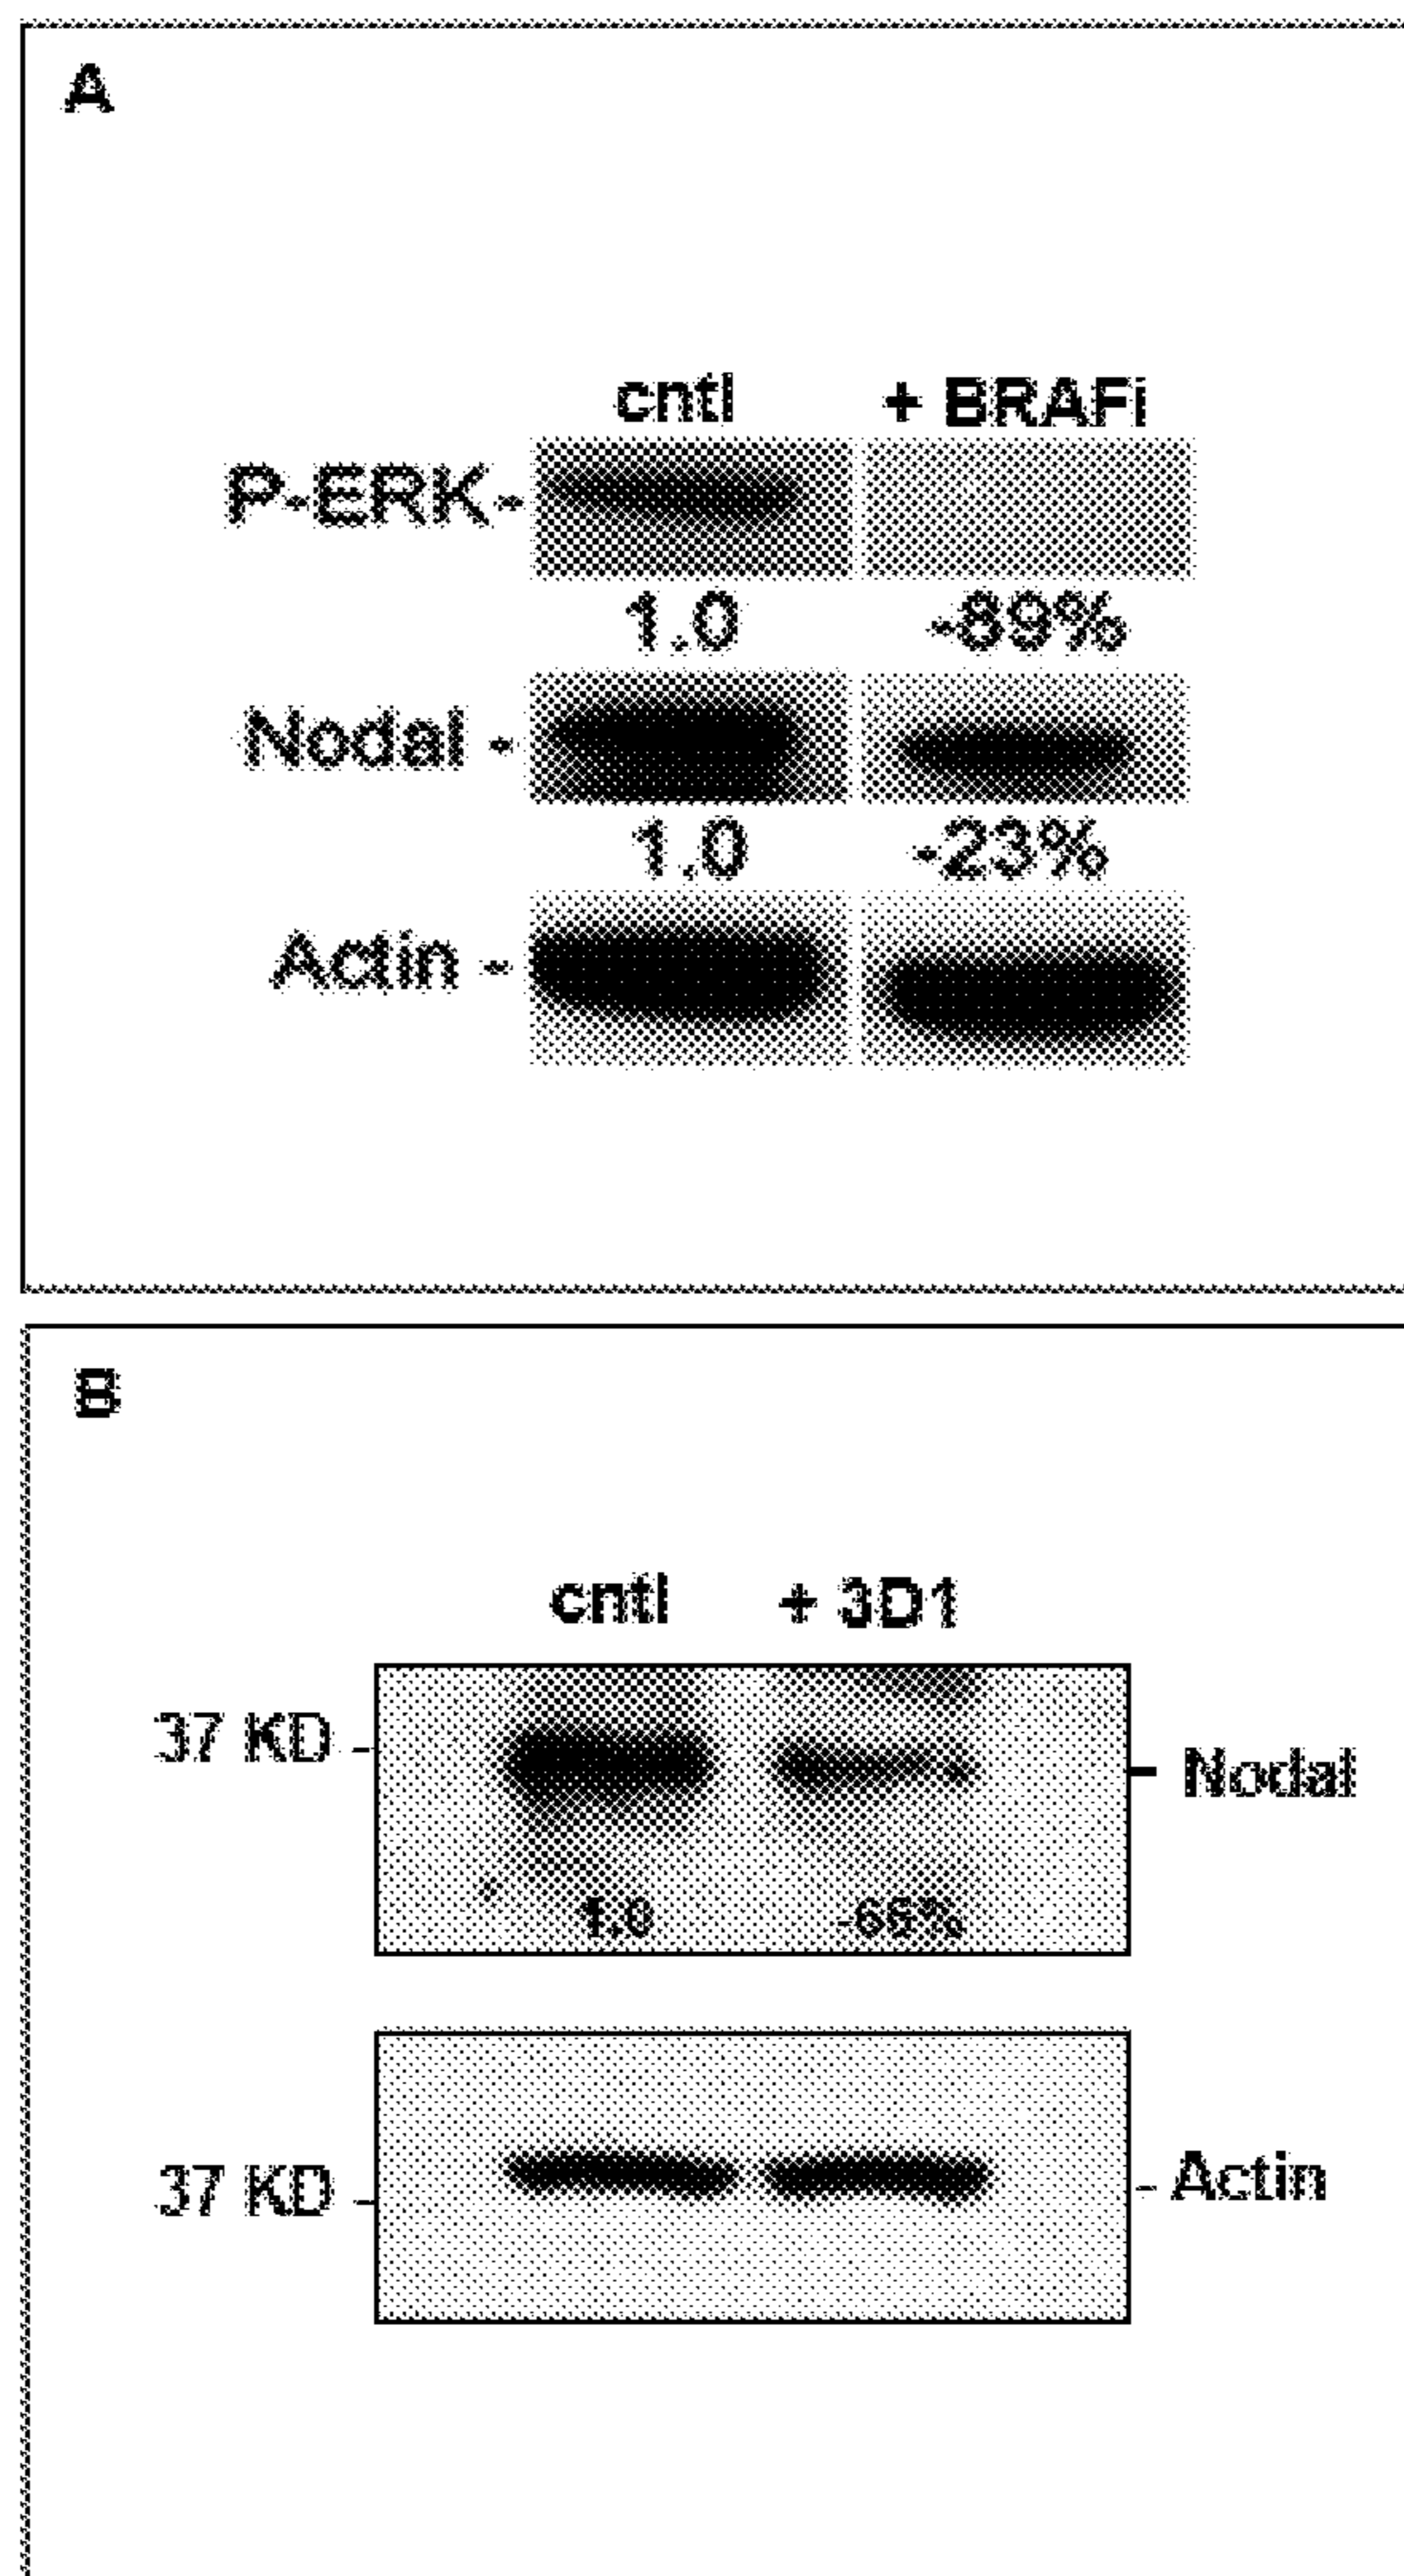 A
cntl + BRAFi
P-ERK -
1.0 -89%
Nodal -
1.0 -23%
Actin -
B
cntl + 3D1
37 KD - - Nodal
1.0
37 KD - - Actin